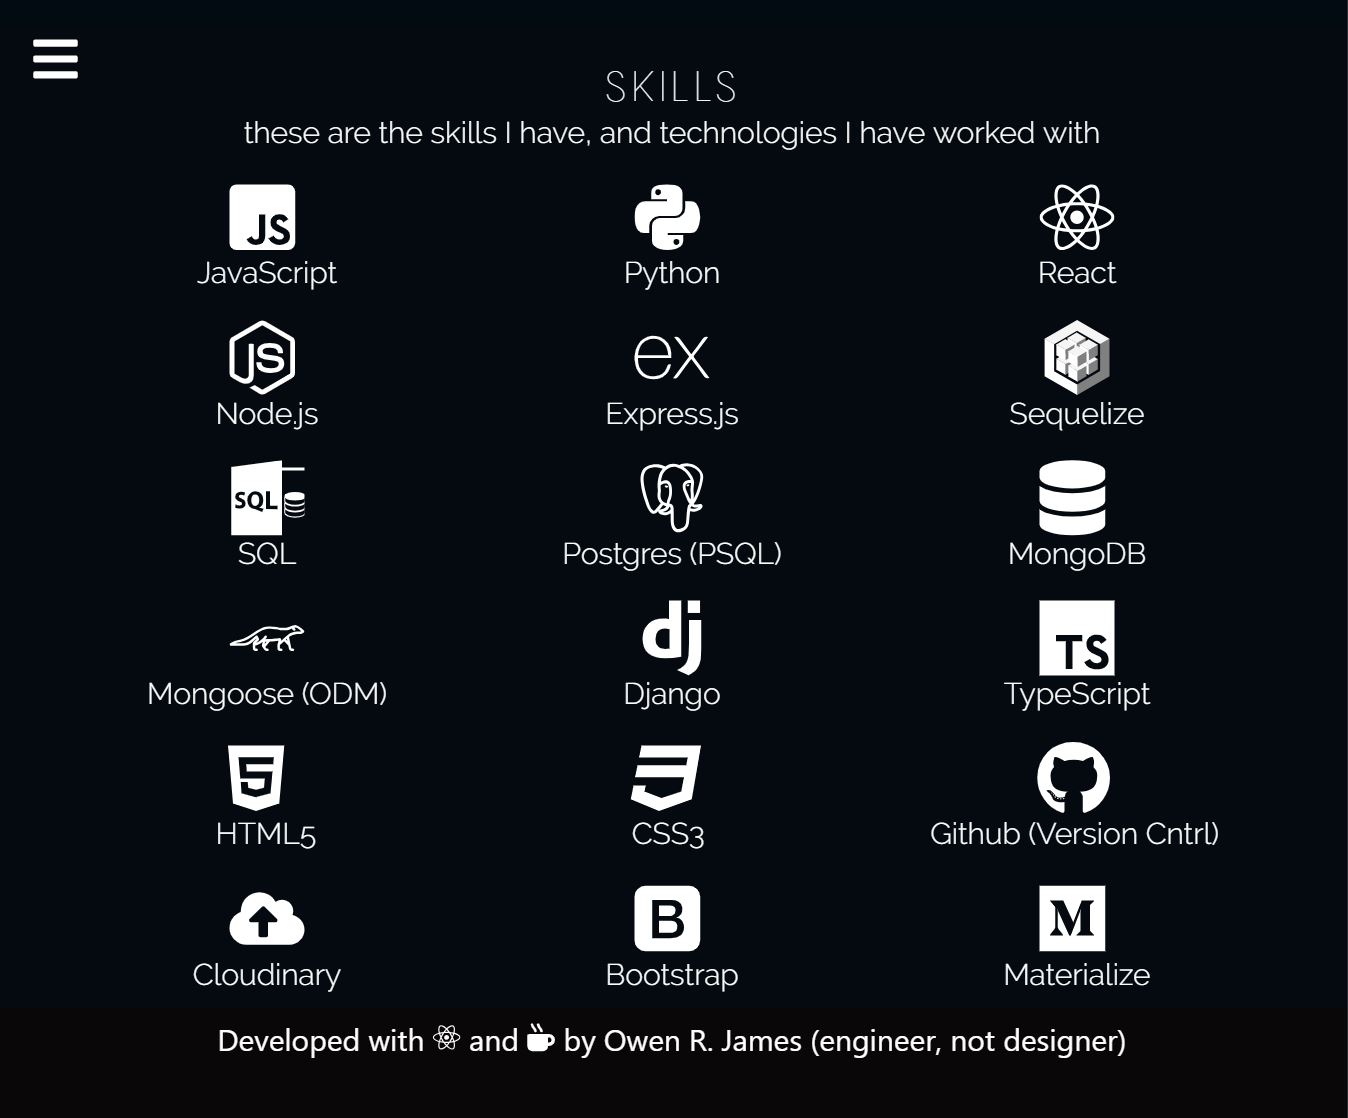 SKILLS
these are the skills I have, and technologies I have worked with
JS
JavaScript
Python
React
JS
Node.js
ex
Express.js
Sequelize
SQL
SQL
Postgres (PSQL)
MongoDB
Mongoose (ODM)
dj
Django
TS
TypeScript
5
HTML5
CSS3
Github (Version Cntrl)
Cloudinary
B
Bootstrap
M
Materialize
Developed with and by Owen R. James (engineer, not designer)